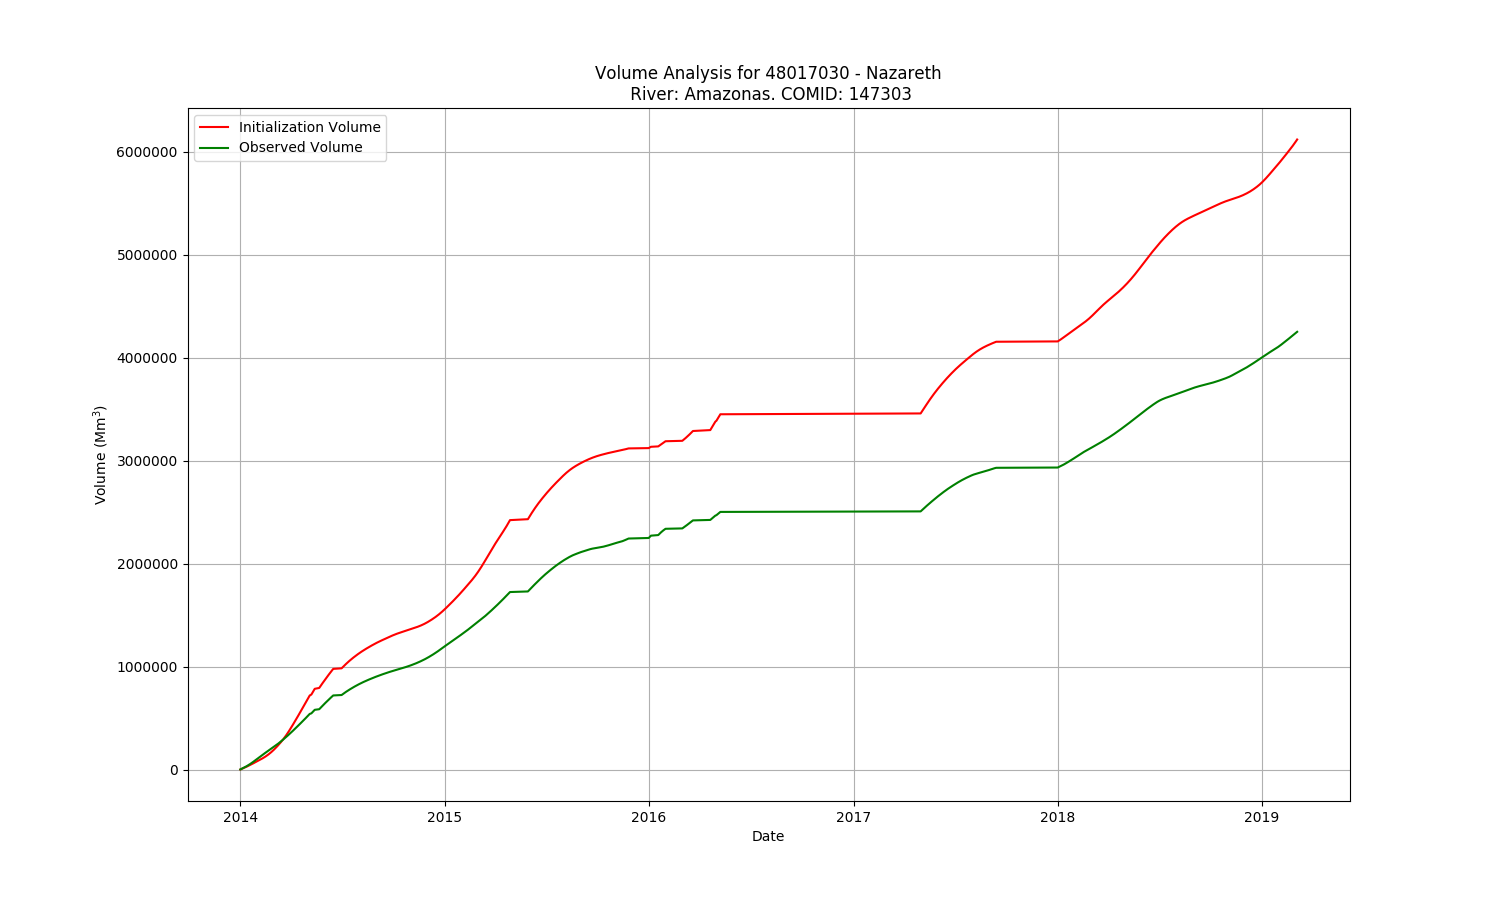 Volume Analysis for 48017030 - Nazareth
River: Amazonas. COMID: 147303
Initialization Volume
Observed Volume
6000000
5000000
4000000
3000000
2000000
1000000
0
Volume (Mm³)
2014 2015 2016 2017 2018 2019
Date